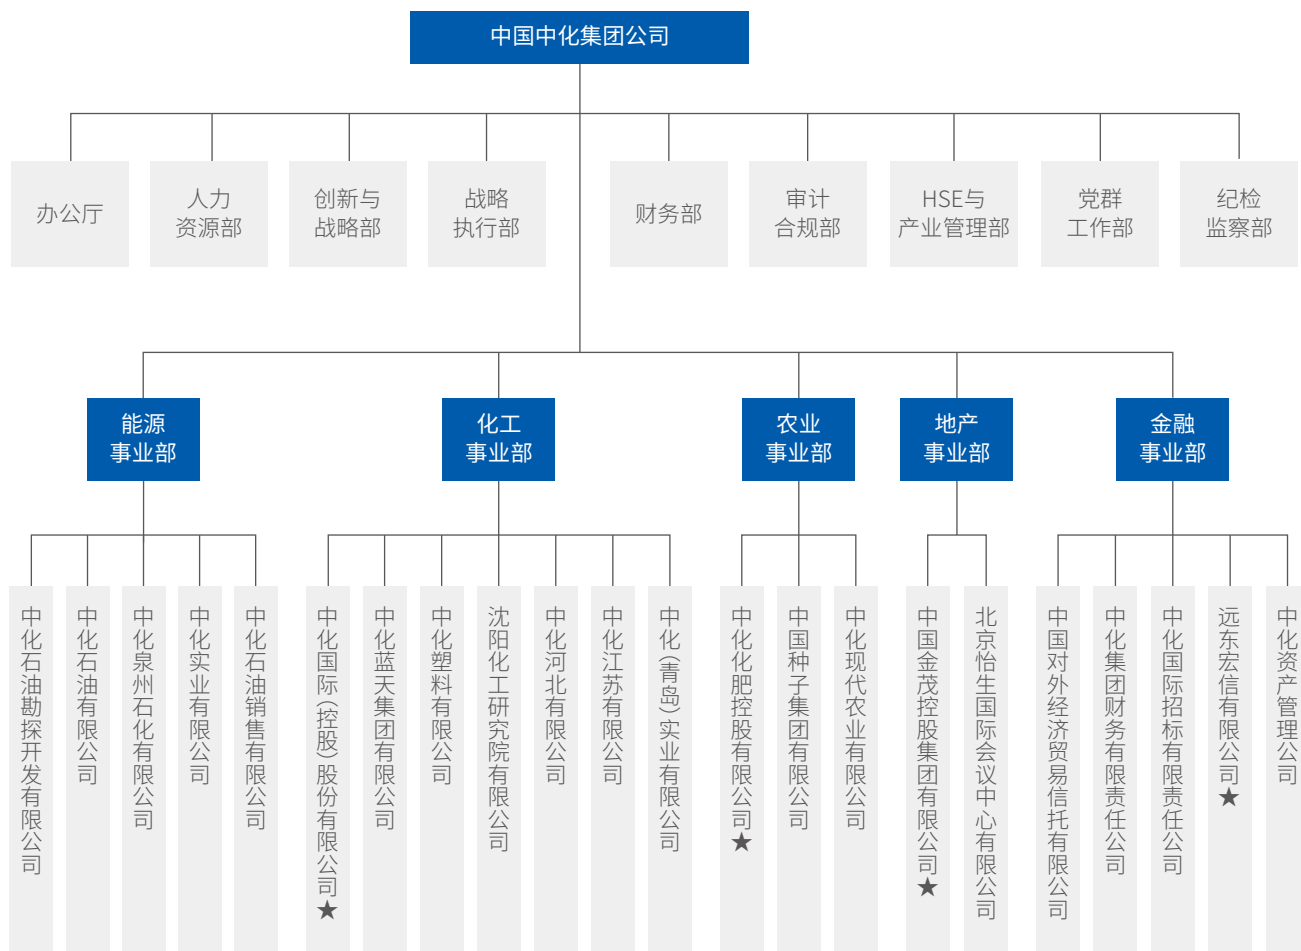 中国中化集团公司
办公厅
人力
资源部
创新与
战略部
战略
执行部
财务部
审计
合规部
HSE与
产业管理部
党群
工作部
纪检
监察部
能源
事业部
化工
事业部
农业
事业部
地产
事业部
金融
事业部
中化石油勘探开发有限公司
中化石油有限公司
中化泉州石化有限公司
中化实业有限公司
中化石油销售有限公司
中化国际（控股）股份有限公司★
中化蓝天集团有限公司
中化塑料有限公司
沈阳化工研究院有限公司
中化河北有限公司
中化江苏有限公司
中化（青岛）实业有限公司
中化化肥控股有限公司★
中国种子集团有限公司
中化现代农业有限公司
中国金茂控股集团有限公司★
北京怡生国际会议中心有限公司
中国对外经济贸易信托有限公司
中化集团财务有限责任公司
中化国际招标有限责任公司
远东宏信有限公司★
中化资产管理公司